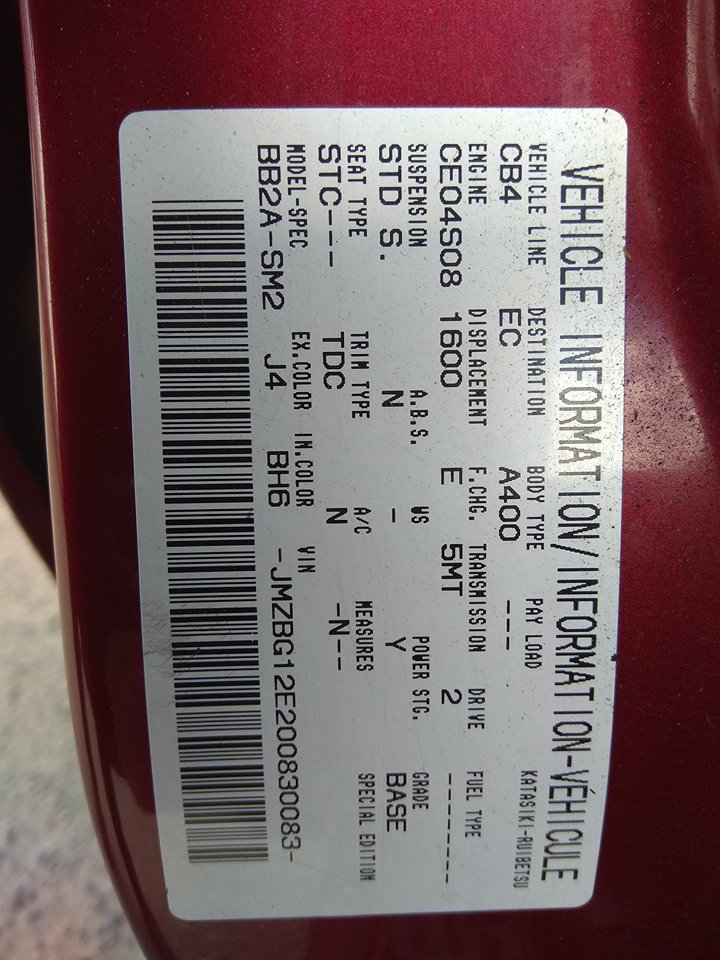 VEHICLE INFORMATION/INFORMATION-VÉHICULE
VEHICLE LINE DESTINATION BODY TYPE PAY LOAD KATASIKI-RUIBETSU
CB4 EC A400 ---
ENGINE DISPLACEMENT F.CHG. TRANSMISSION DRIVE FUEL TYPE
CE04S08 1600 E 5MT 2 --------
SUSPENSION A.B.S. WS POWER STG. GRADE
STD S. N - Y BASE
SEAT TYPE TRIM TYPE A/C MEASURES SPECIAL EDITION
STC--- TDC N -N--
MODEL-SPEC EX.COLOR IN.COLOR VIN
BB2A-SM2 J4 BH6 -JMZBG12E200830083-